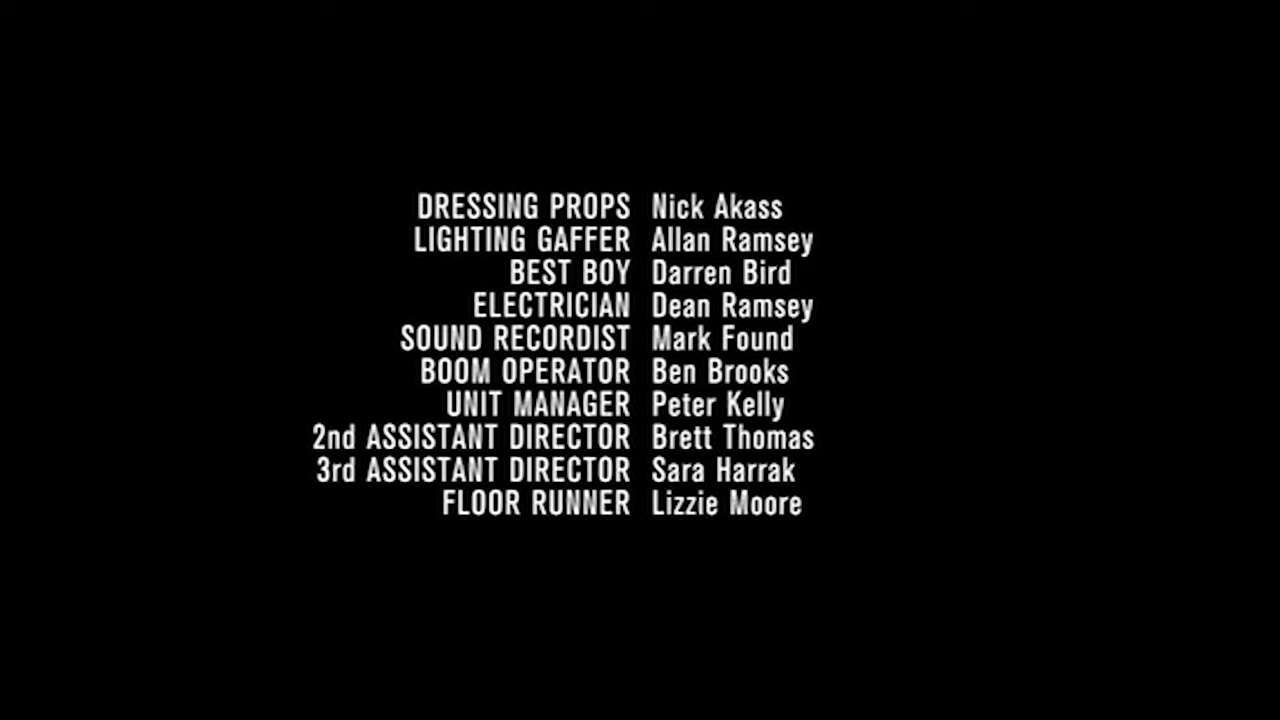 DRESSING PROPS Nick Akass
LIGHTING GAFFER Allan Ramsey
BEST BOY Darren Bird
ELECTRICIAN Dean Ramsey
SOUND RECORDIST Mark Found
BOOM OPERATOR Ben Brooks
UNIT MANAGER Peter Kelly
2nd ASSISTANT DIRECTOR Brett Thomas
3rd ASSISTANT DIRECTOR Sara Harrak
FLOOR RUNNER Lizzie Moore